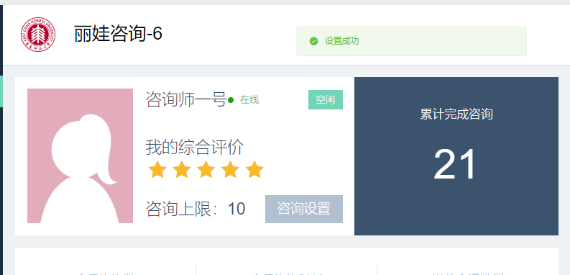 丽娃咨询-6
设置成功
咨询师一号
在线
空闲
我的综合评价
咨询上限：10
咨询设置
累计完成咨询
21